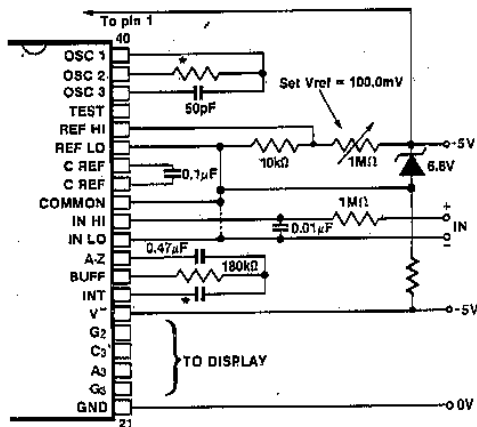 To pin 1
40
OSC 1
OSC 2
*
OSC 3
50pF
TEST
Set Vref = 100.0mV
REF HI
REF LO
10kΩ
1MΩ
-5V
6.8V
C REF
0.1μF
C REF
COMMON
1MΩ
IN HI
+
0.01μF
IN
IN LO
–
0.47μF
A-Z
180kΩ
BUFF
INT
*
V–
-5V
G2
C3
TO DISPLAY
A3
G3
GND
0V
21